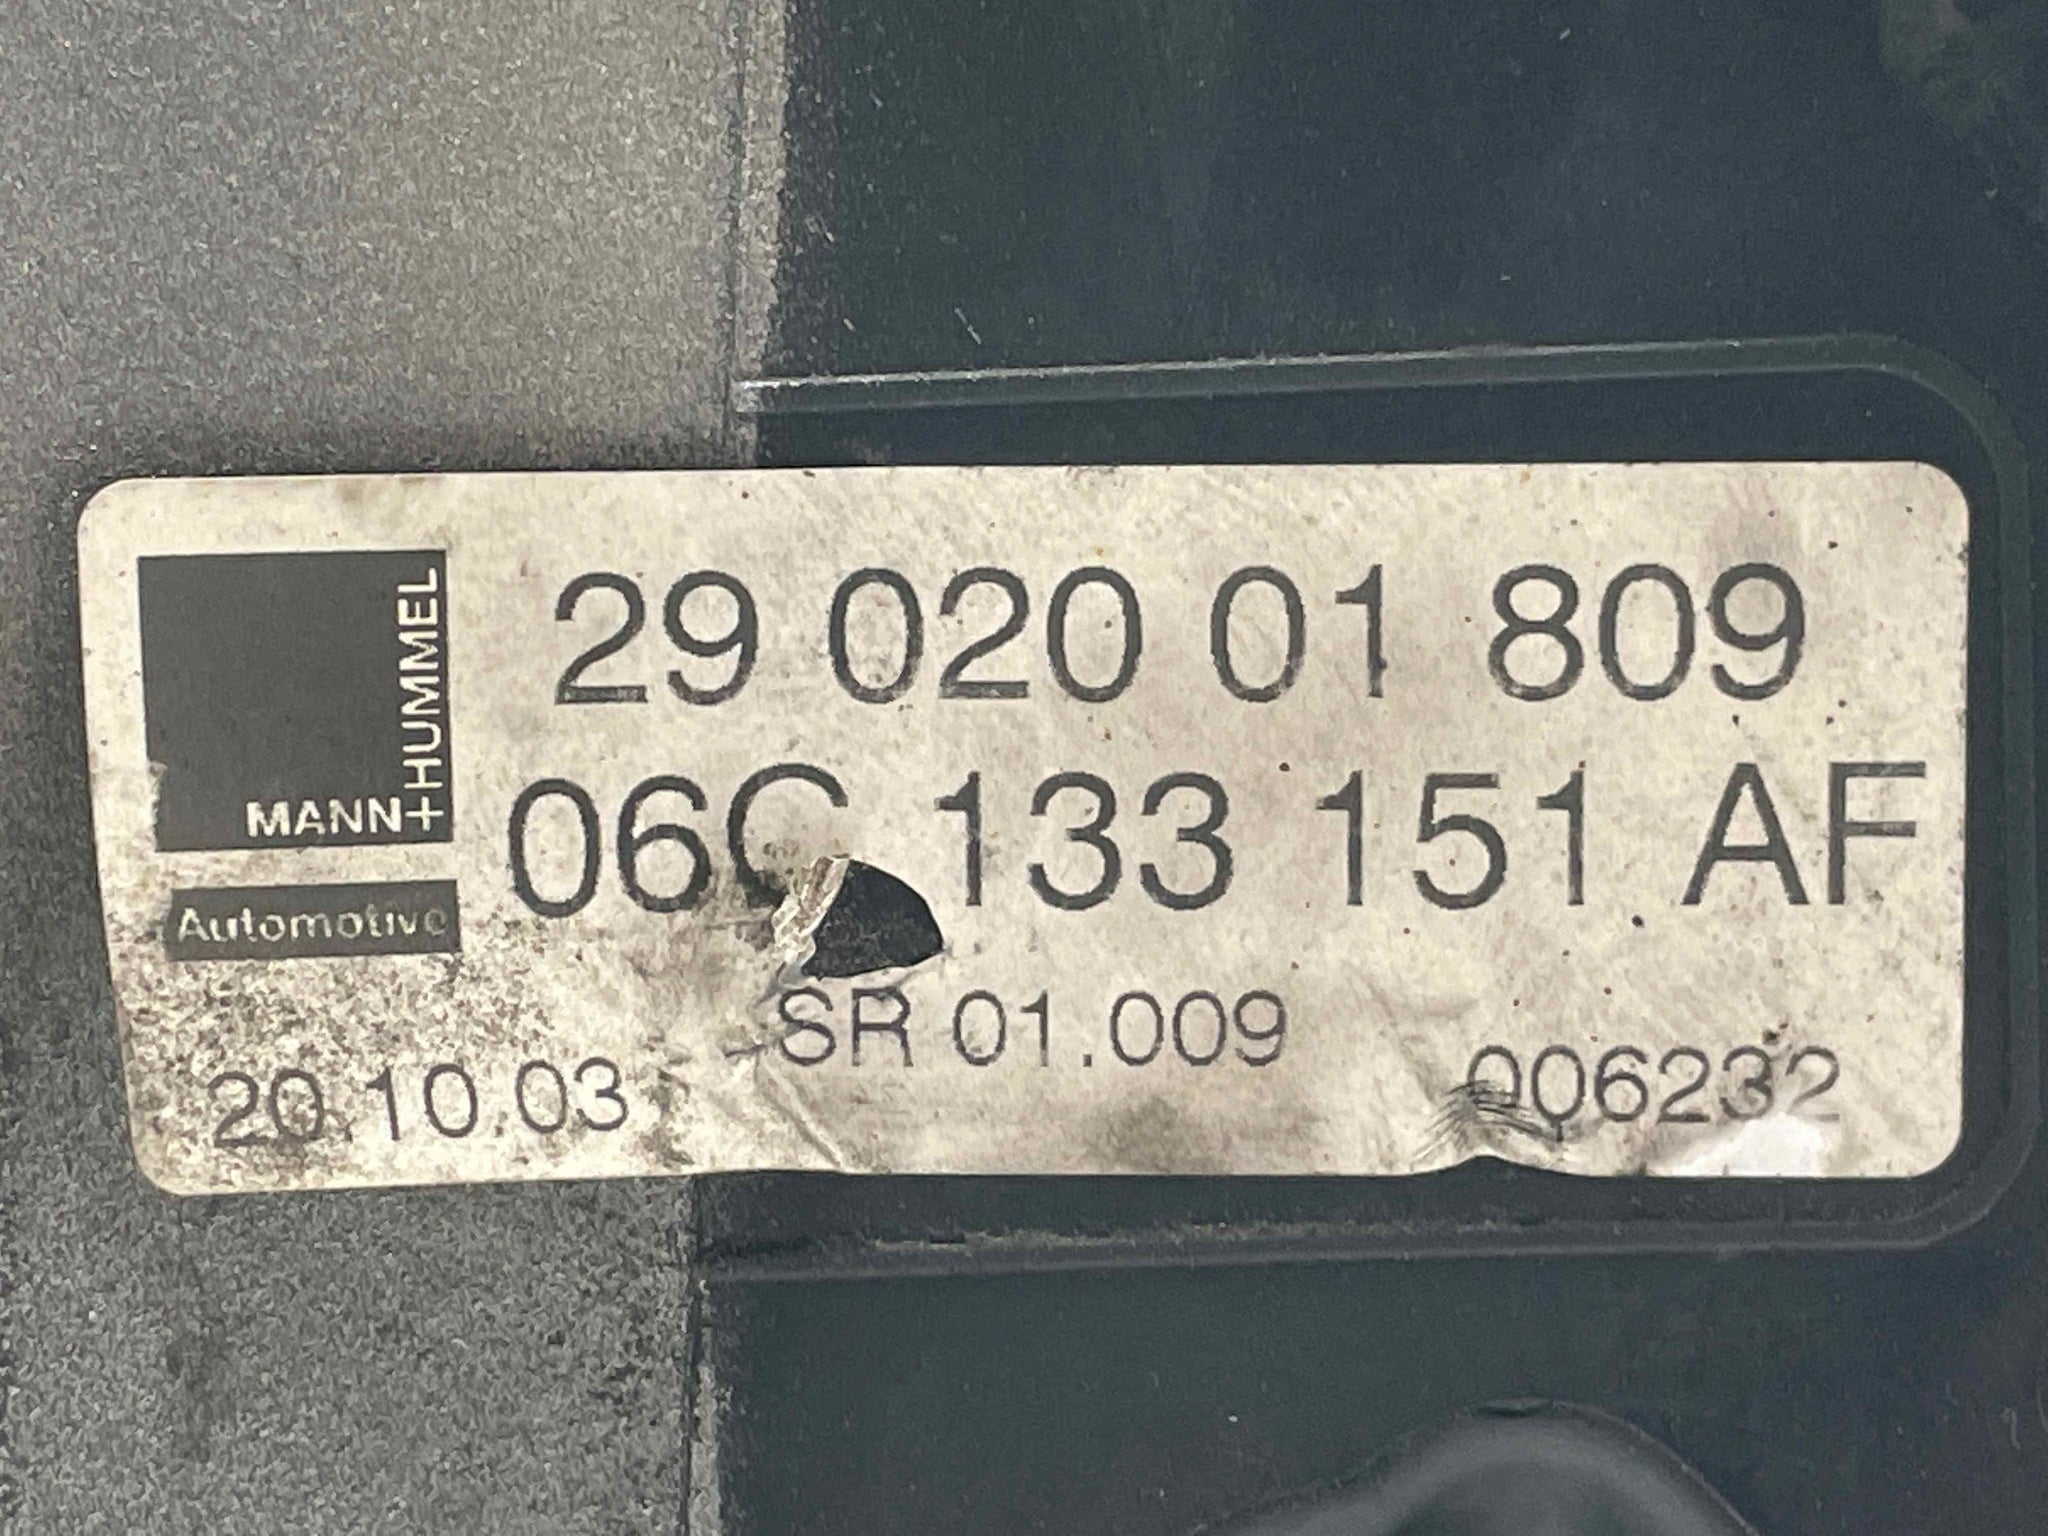 MANN+HUMMEL
Automotive
29 020 01 809
06C 133 151 AF
SR 01.009
20.10.03
006232